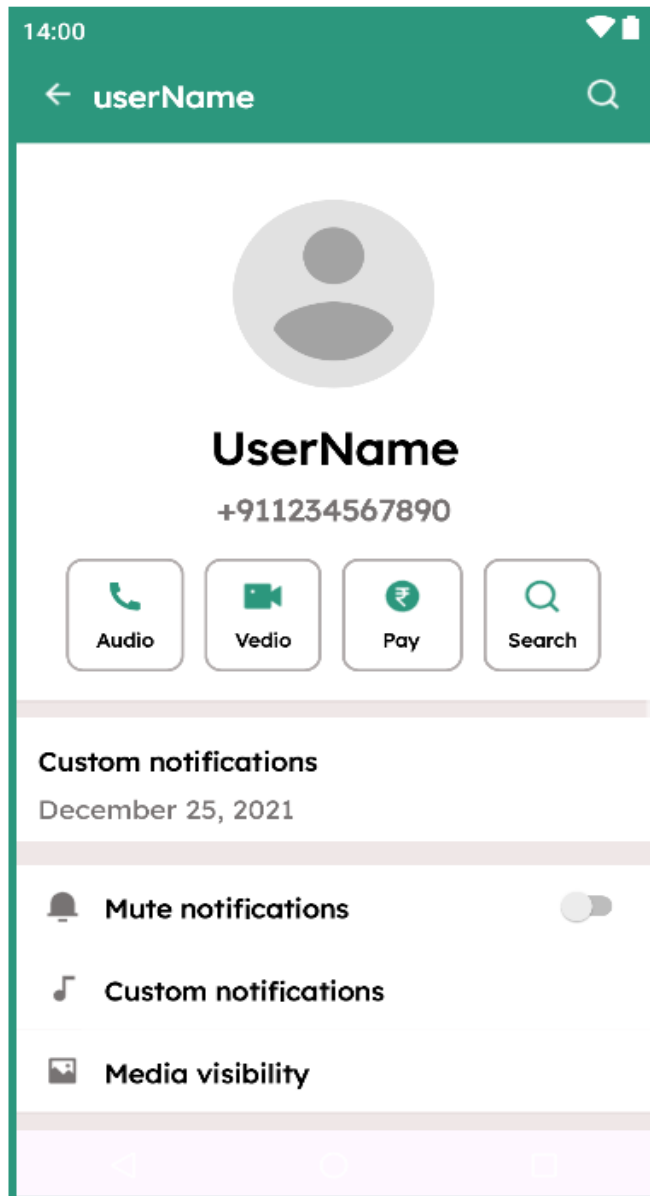 14:00
userName
UserName
+911234567890
Audio Vedio Pay Search
Custom notifications
December 25, 2021
Mute notifications
Custom notifications
Media visibility